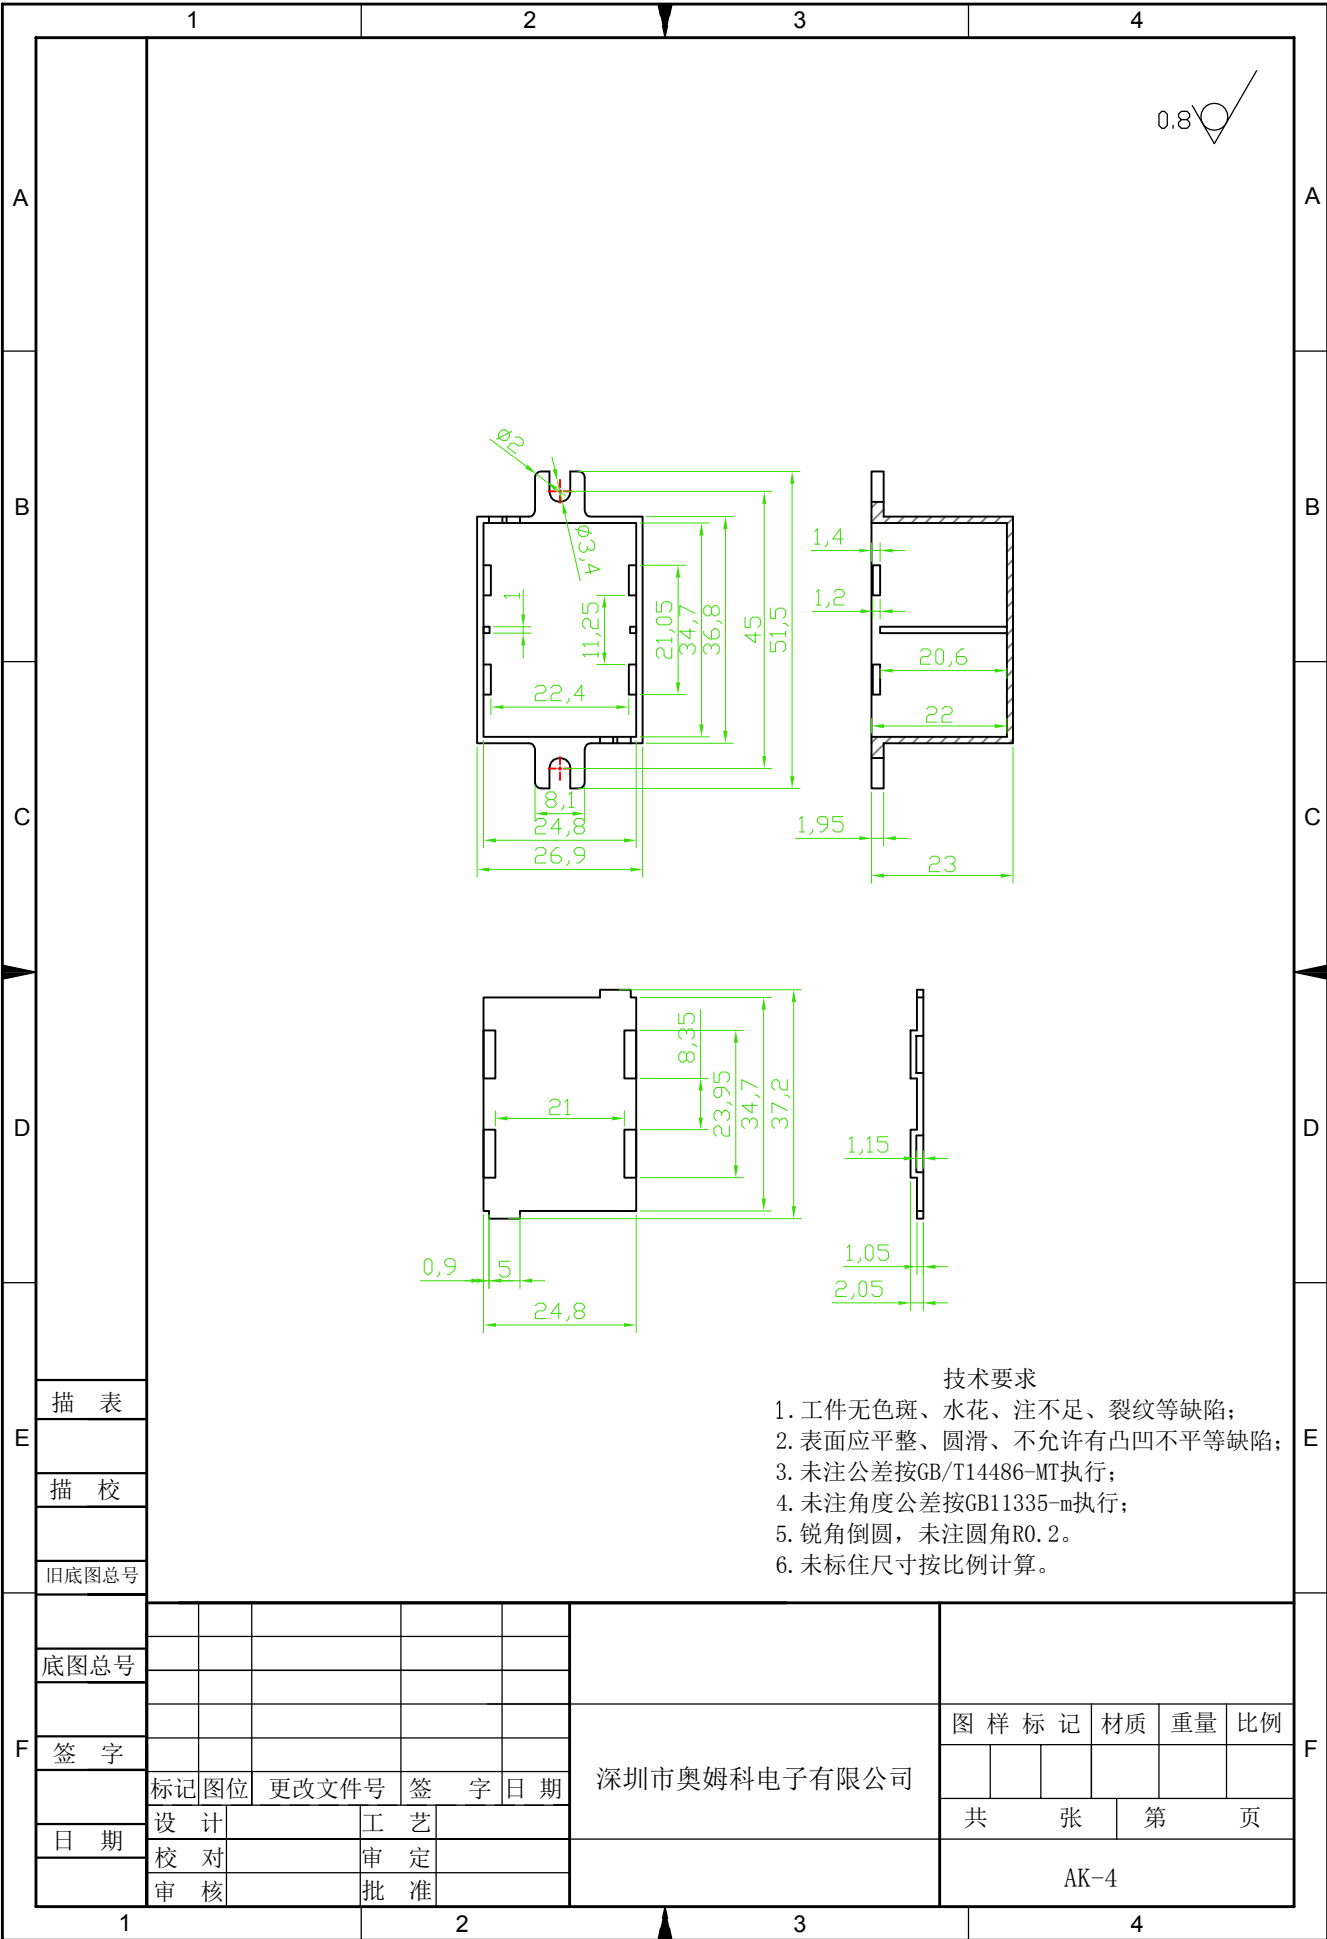 1 2 3 4
0,8
A A
B B
C C
D D
E E
F F
ø2
ø3,4
1
11,25
21,05
34,7
36,8
45
51,5
22,4
8,1
24,8
26,9
1,4
1,2
20,6
22
1,95
23
8,35
23,95
34,7
37,2
21
0,9
5
24,8
1,15
1,05
2,05
技术要求
1.工件无色斑、水花、注不足、裂纹等缺陷;
2.表面应平整、圆滑、不允许有凸凹不平等缺陷;
3.未注公差按GB/T14486-MT执行;
4.未注角度公差按GB11335-m执行;
5.锐角倒圆，未注圆角R0.2。
6.未标住尺寸按比例计算。
描 表
描 校
旧底图总号
底图总号
签 字
日 期
标记 图位 更改文件号 签 字 日 期
设 计 工 艺
校 对 审 定
审 核 批 准
深圳市奥姆科电子有限公司
图 样 标 记 材质 重量 比例
共 张 第 页
AK-4
1 2 3 4